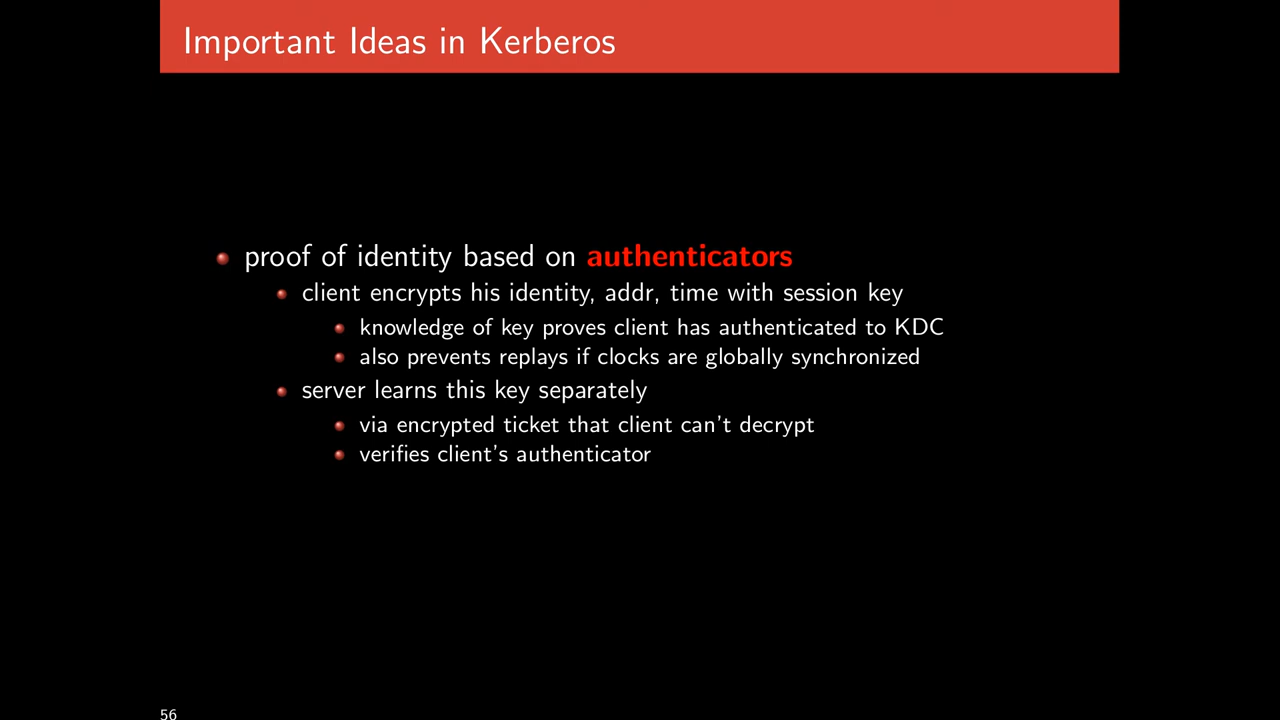 Important Ideas in Kerberos
proof of identity based on authenticators
client encrypts his identity, addr, time with session key
knowledge of key proves client has authenticated to KDC
also prevents replays if clocks are globally synchronized
server learns this key separately
via encrypted ticket that client can't decrypt
verifies client's authenticator
56